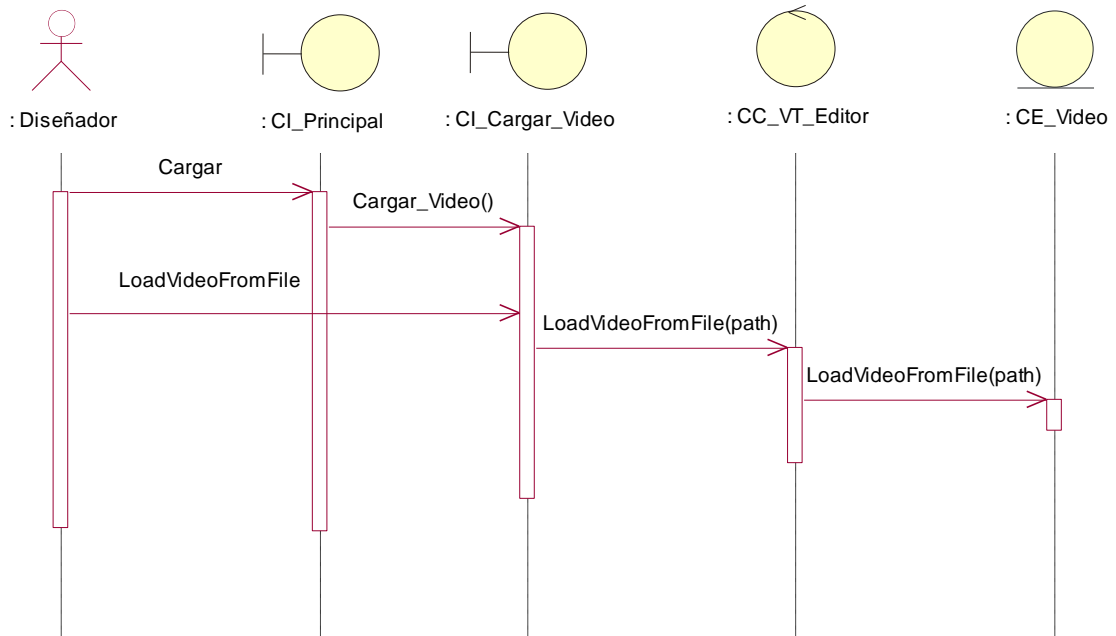 : Diseñador
: CI_Principal
: CI_Cargar_Video
: CC_VT_Editor
: CE_Video
Cargar
Cargar_Video()
LoadVideoFromFile
LoadVideoFromFile(path)
LoadVideoFromFile(path)